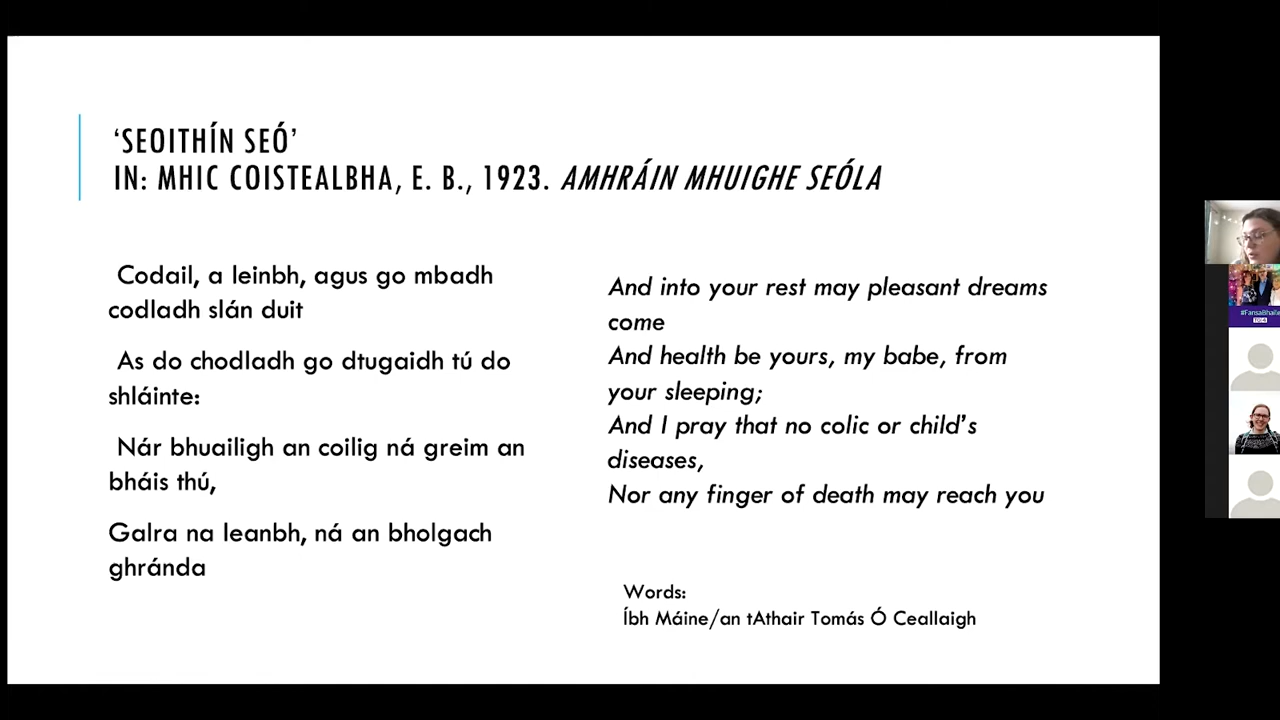 ‘SEOITHÍN SEÓ’
IN: MHIC COISTEALBHA, E. B., 1923. AMHRÁIN MHUIGHE SEÓLA
Codail, a leinbh, agus go mbadh
codladh slán duit
As do chodladh go dtugaidh tú do
shláinte:
Nár bhuailigh an coilig ná greim an
bháis thú,
Galra na leanbh, ná an bholgach
ghránda
And into your rest may pleasant dreams
come
And health be yours, my babe, from
your sleeping;
And I pray that no colic or child’s
diseases,
Nor any finger of death may reach you
Words:
Íbh Máine/an tAthair Tomás Ó Ceallaigh